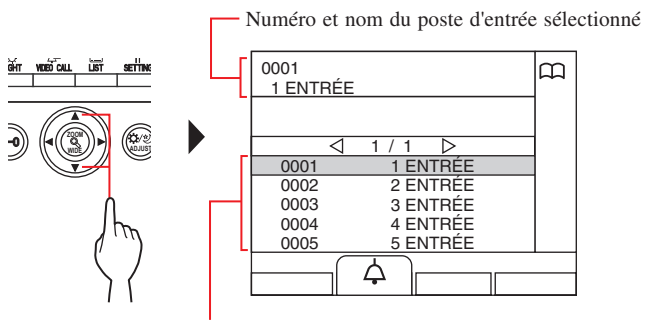 Numéro et nom du poste d'entrée sélectionné
VIDEO CALL LIST
ZOOM
WIDE
ADJUST
0001
1 ENTRÉE
1 / 1
0001 1 ENTRÉE
0002 2 ENTRÉE
0003 3 ENTRÉE
0004 4 ENTRÉE
0005 5 ENTRÉE